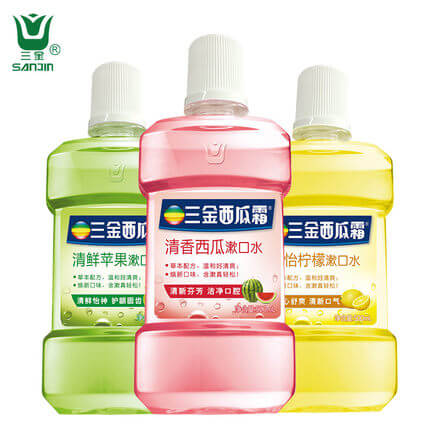 三金®
SANJIN
三金西瓜霜®
清鲜苹果漱口
清鲜怡神
三金西瓜霜®
清香西瓜漱口水
草本配方,温和好清爽;
焕新口味,含漱真轻松!
清新芬芳 洁净口腔
三金西瓜霜®
怡柠檬漱口水
草本配方,温和好清爽;
焕新口味,含漱真轻松!
心舒爽 清新口气